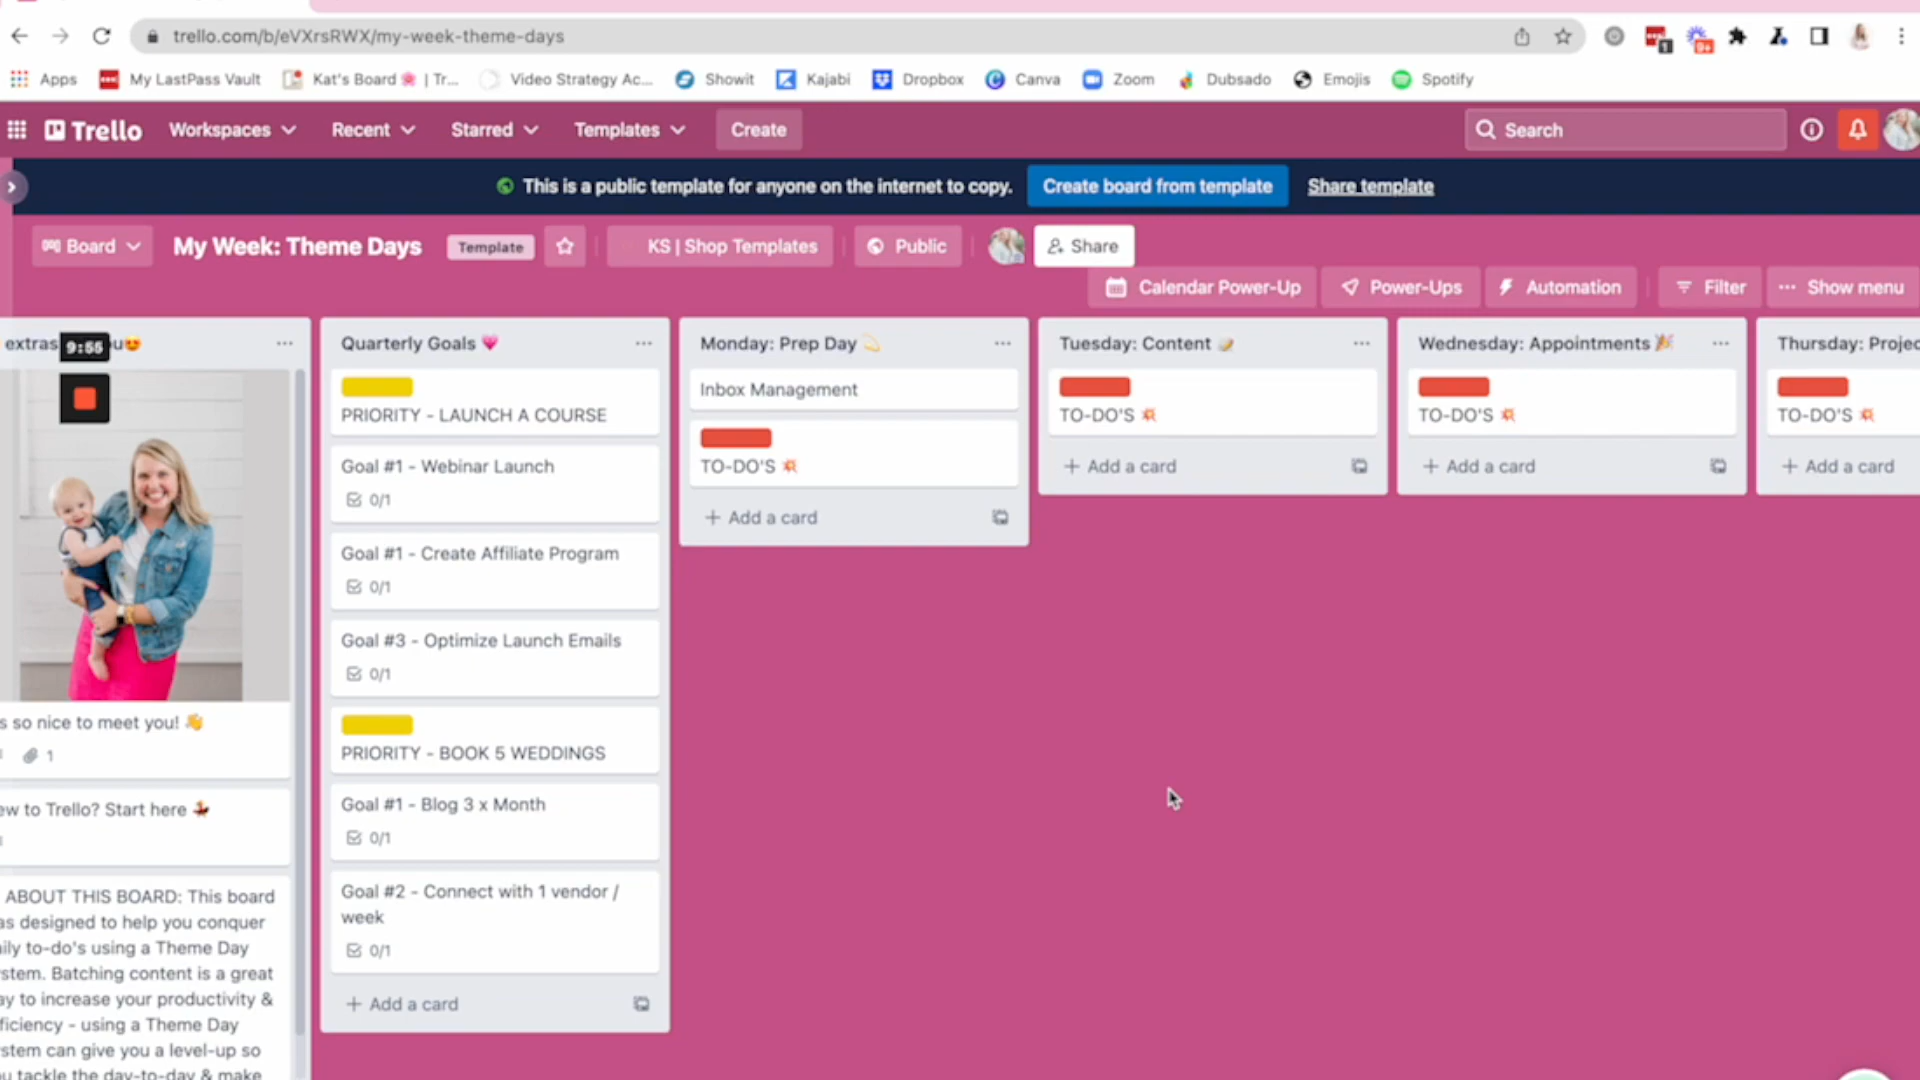 trello.com/b/eVXrsRWX/my-week-theme-days
1
9+
Apps
My LastPass Vault
Kat's Board 🌸 | Tr...
Video Strategy Ac...
Showit
Kajabi
Dropbox
Canva
Zoom
Dubsado
Emojis
Spotify
Trello
Workspaces
Recent
Starred
Templates
Create
Search
This is a public template for anyone on the internet to copy.
Create board from template
Share template
Board
My Week: Theme Days
Template
KS | Shop Templates
Public
Share
Calendar Power-Up
Power-Ups
Automation
Filter
Show menu
extras
9:55
u😍
s so nice to meet you! 👋
1
ew to Trello? Start here 💃
ABOUT THIS BOARD: This board
as designed to help you conquer
ily to-do's using a Theme Day
stem. Batching content is a great
ay to increase your productivity &
ficiency - using a Theme Day
stem can give you a level-up so
u tackle the day-to-day & make
Quarterly Goals 💗
PRIORITY - LAUNCH A COURSE
Goal #1 - Webinar Launch
0/1
Goal #1 - Create Affiliate Program
0/1
Goal #3 - Optimize Launch Emails
0/1
PRIORITY - BOOK 5 WEDDINGS
Goal #1 - Blog 3 x Month
0/1
Goal #2 - Connect with 1 vendor /
week
0/1
+ Add a card
Monday: Prep Day 💫
Inbox Management
TO-DO'S 💥
+ Add a card
Tuesday: Content
TO-DO'S 💥
+ Add a card
Wednesday: Appointments 🎉
TO-DO'S 💥
+ Add a card
Thursday: Projec
TO-DO'S 💥
+ Add a card